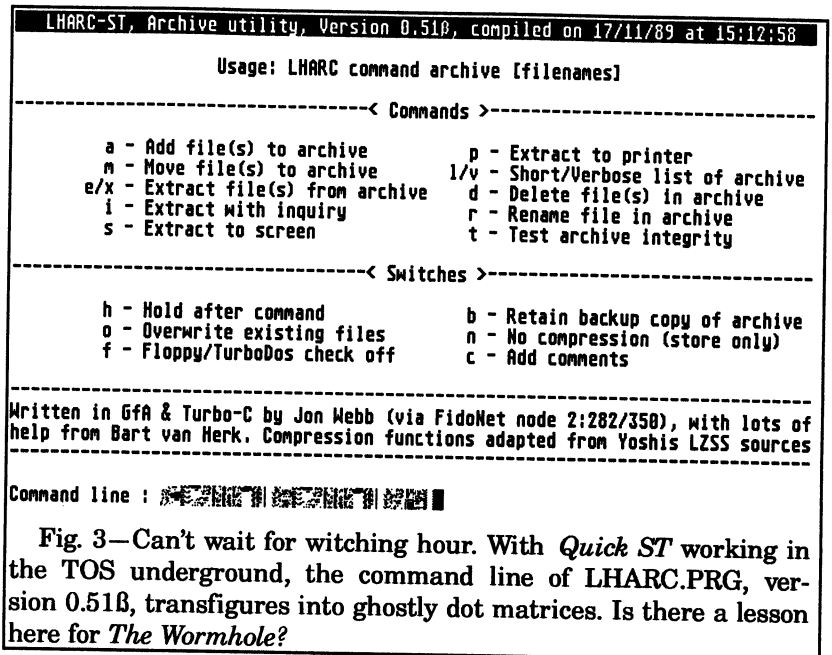 LHARC-ST, Archive utility, Version 0.51β, compiled on 17/11/89 at 15:12:58
Usage: LHARC command archive [filenames]
----------------------------------< Commands >----------------------------------
a - Add file(s) to archive p - Extract to printer
m - Move file(s) to archive l/v - Short/Verbose list of archive
e/x - Extract file(s) from archive d - Delete file(s) in archive
i - Extract with inquiry r - Rename file in archive
s - Extract to screen t - Test archive integrity
----------------------------------< Switches >----------------------------------
h - Hold after command b - Retain backup copy of archive
o - Overwrite existing files n - No compression (store only)
f - Floppy/TurboDos check off c - Add comments
--------------------------------------------------------------------------------
Written in GfA & Turbo-C by Jon Webb (via FidoNet node 2:282/350), with lots of
help from Bart van Herk. Compression functions adapted from Yoshis LZSS sources
--------------------------------------------------------------------------------
Command line :
Fig. 3—Can't wait for witching hour. With Quick ST working in
the TOS underground, the command line of LHARC.PRG, ver-
sion 0.51β, transfigures into ghostly dot matrices. Is there a lesson
here for The Wormhole?